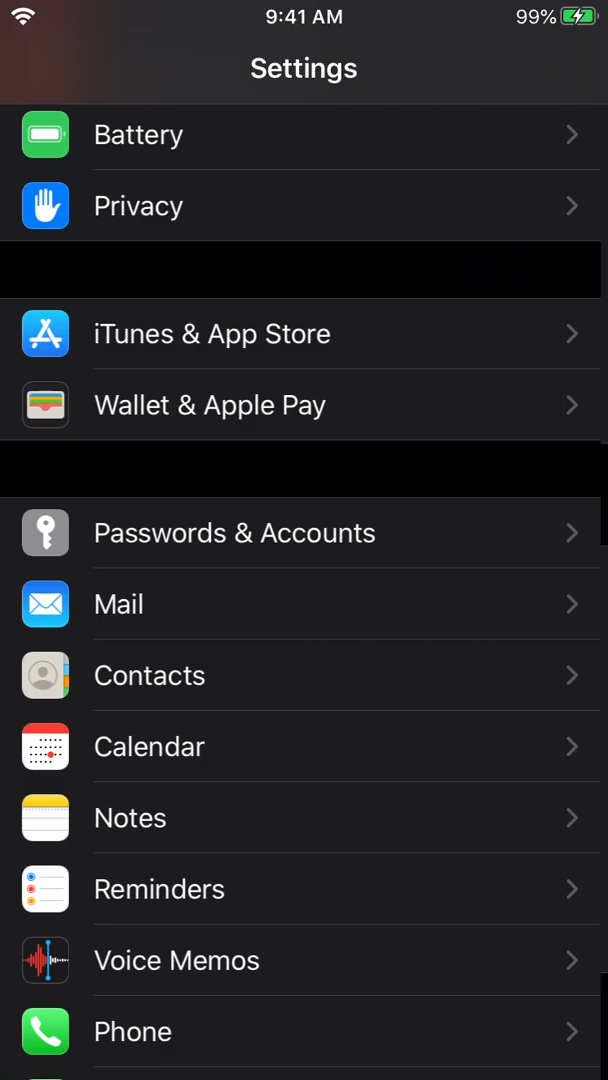 9:41 AM
99%
Settings
Battery
Privacy
iTunes & App Store
Wallet & Apple Pay
Passwords & Accounts
Mail
Contacts
Calendar
Notes
Reminders
Voice Memos
Phone